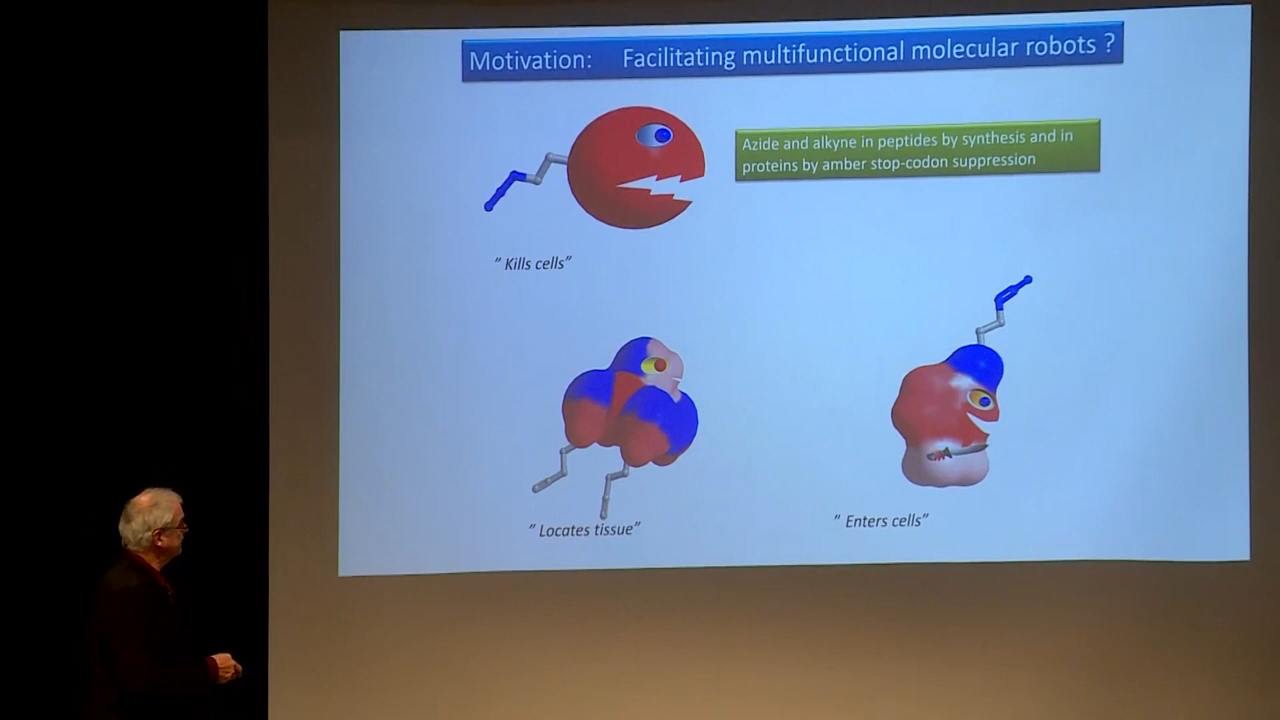 Motivation: Facilitating multifunctional molecular robots ?
Azide and alkyne in peptides by synthesis and in
proteins by amber stop-codon suppression
” Kills cells”
” Locates tissue”
” Enters cells”